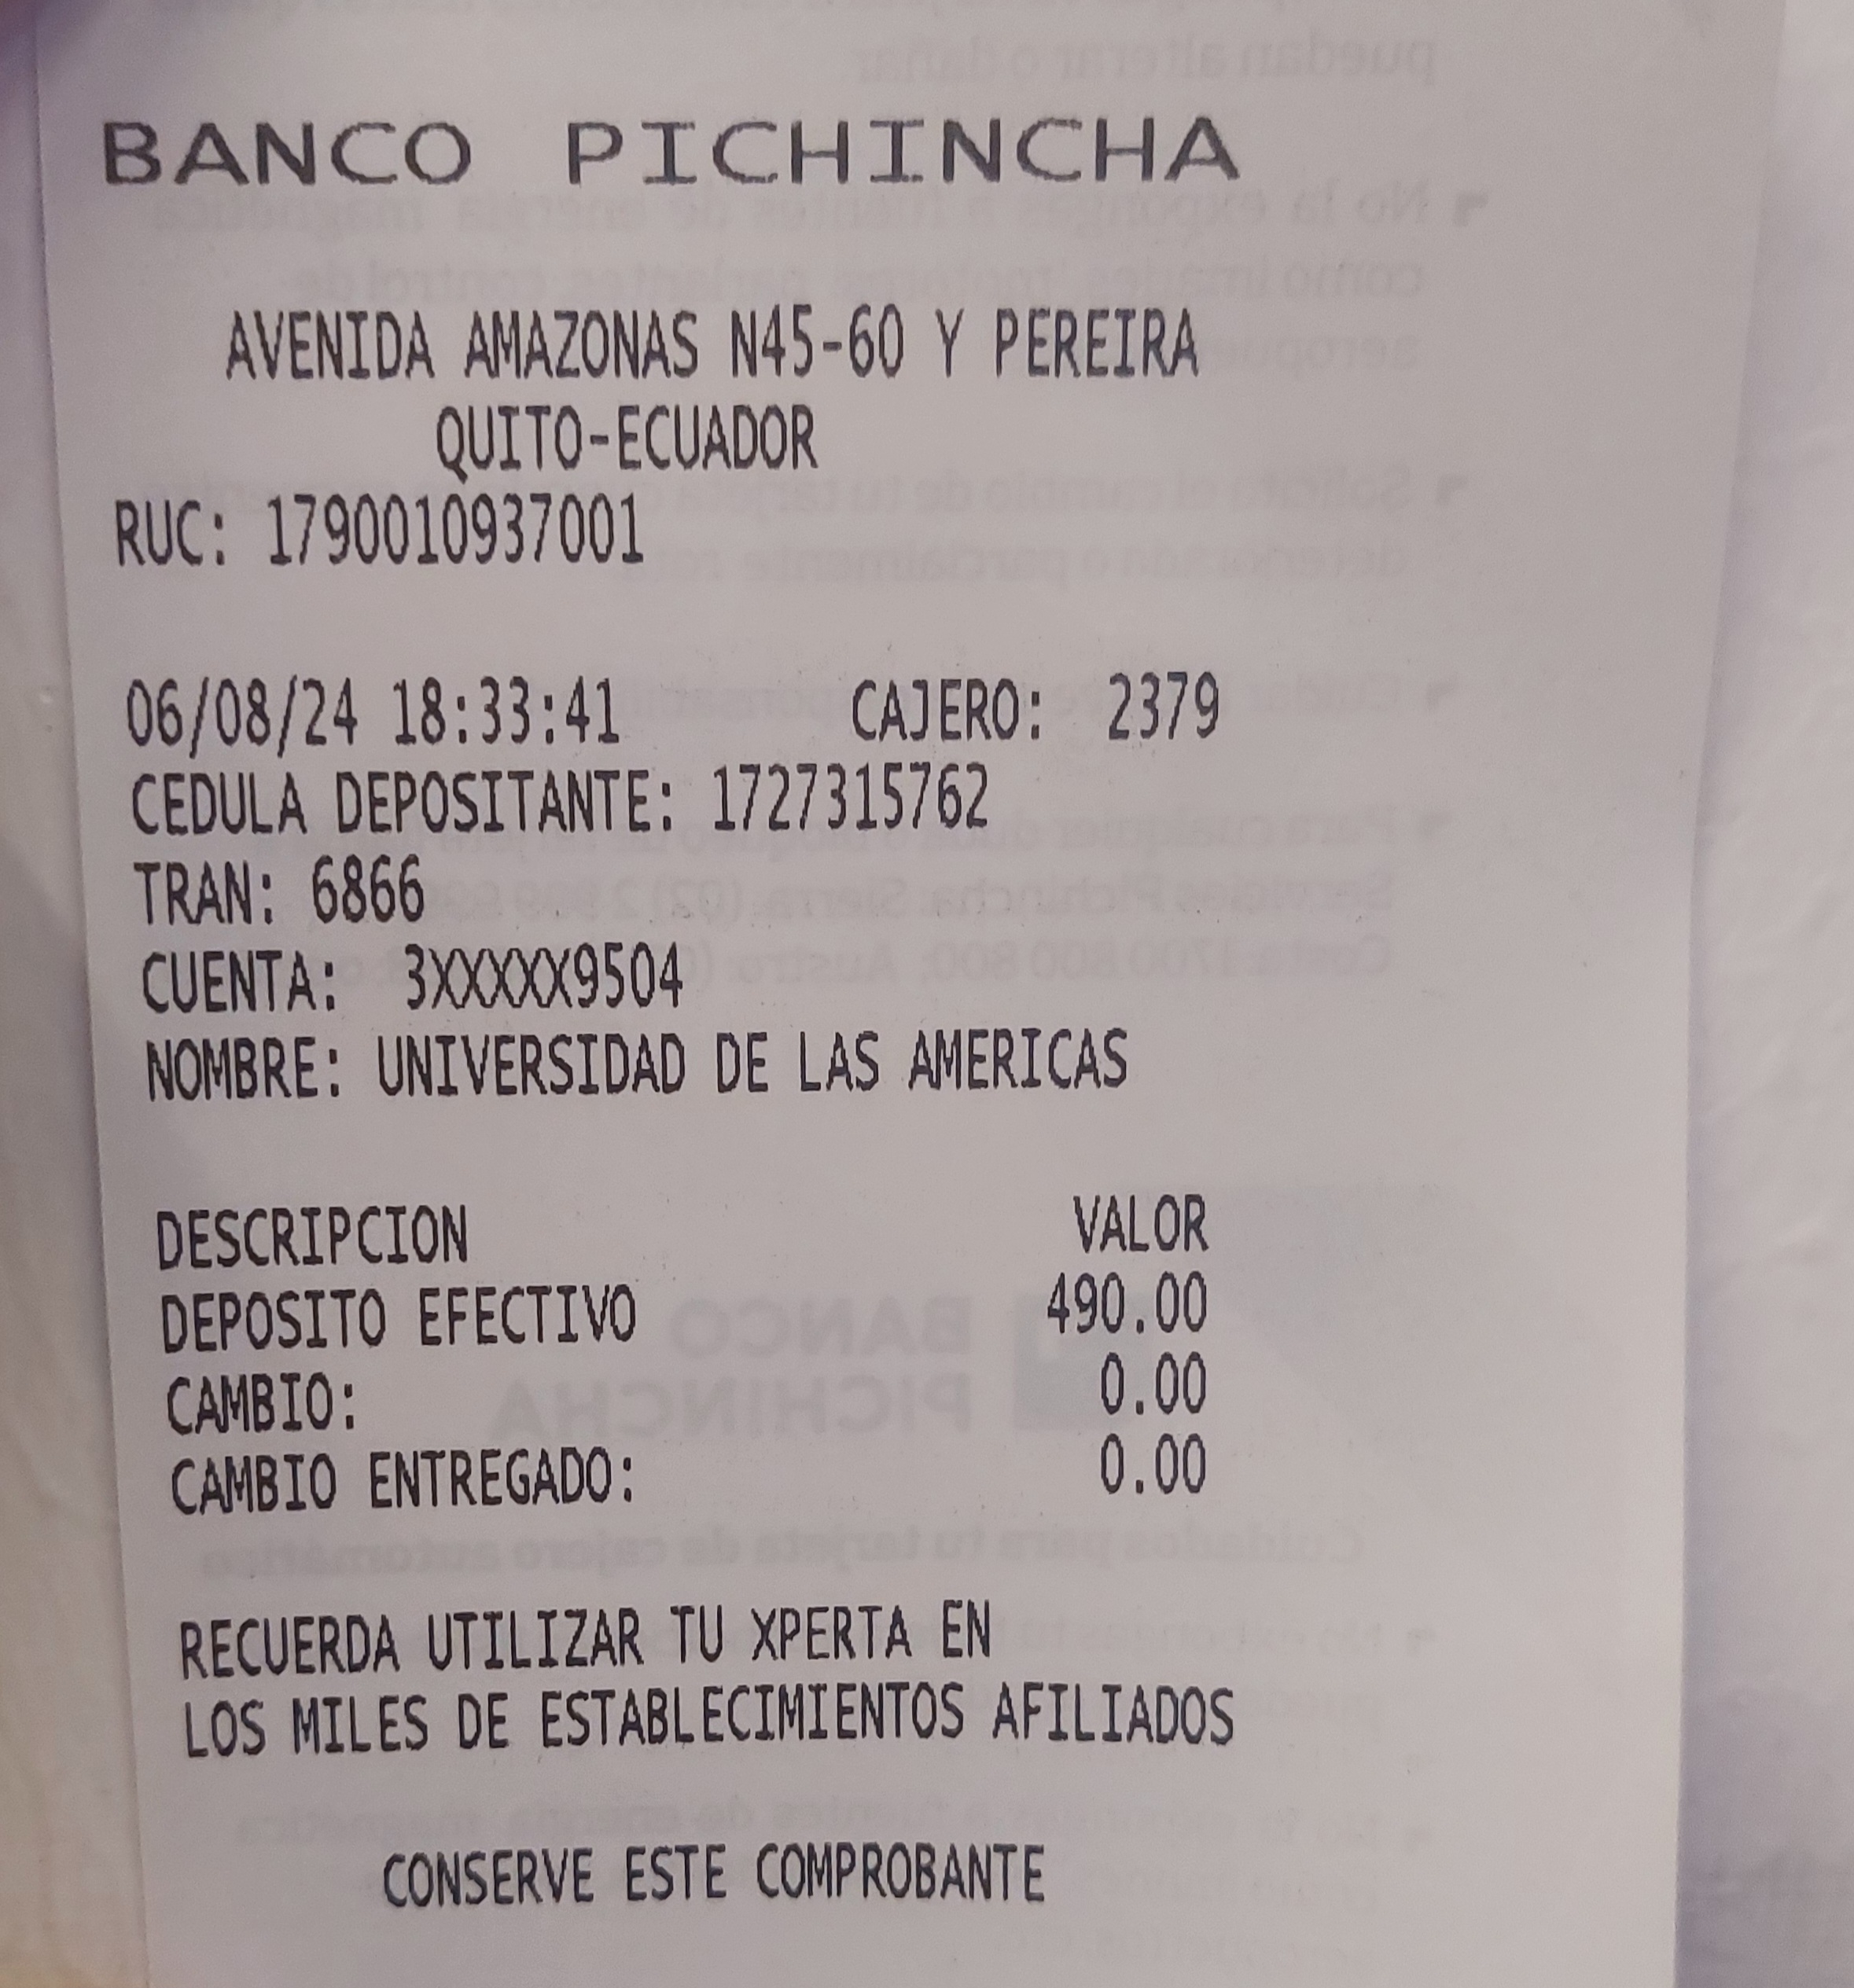 BANCO PICHINCHA
AVENIDA AMAZONAS N45-60 Y PEREIRA
QUITO-ECUADOR
RUC: 1790010937001
06/08/24 18:33:41 CAJERO: 2379
CEDULA DEPOSITANTE: 1727315762
TRAN: 6866
CUENTA: 3XXXXX9504
NOMBRE: UNIVERSIDAD DE LAS AMERICAS
DESCRIPCION VALOR
DEPOSITO EFECTIVO 490.00
CAMBIO: 0.00
CAMBIO ENTREGADO: 0.00
RECUERDA UTILIZAR TU XPERTA EN
LOS MILES DE ESTABLECIMIENTOS AFILIADOS
CONSERVE ESTE COMPROBANTE